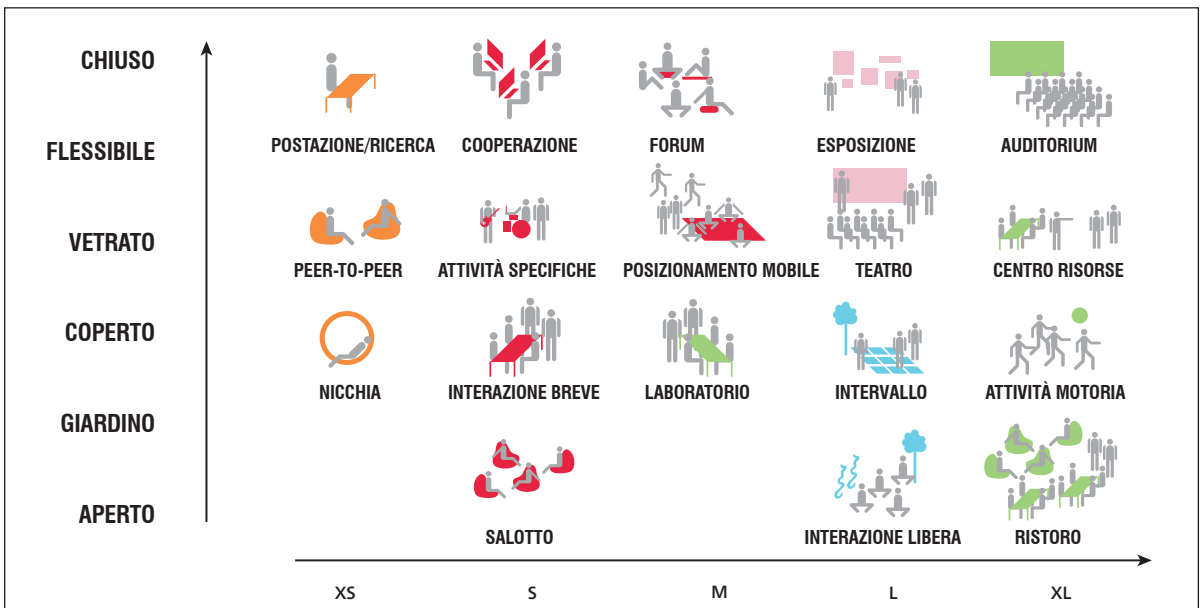 CHIUSO
POSTAZIONE/RICERCA COOPERAZIONE FORUM ESPOSIZIONE AUDITORIUM
FLESSIBILE
VETRATO
PEER-TO-PEER ATTIVITÀ SPECIFICHE POSIZIONAMENTO MOBILE TEATRO CENTRO RISORSE
COPERTO
NICCHIA INTERAZIONE BREVE LABORATORIO INTERVALLO ATTIVITÀ MOTORIA
GIARDINO
APERTO
SALOTTO INTERAZIONE LIBERA RISTORO
XS S M L XL